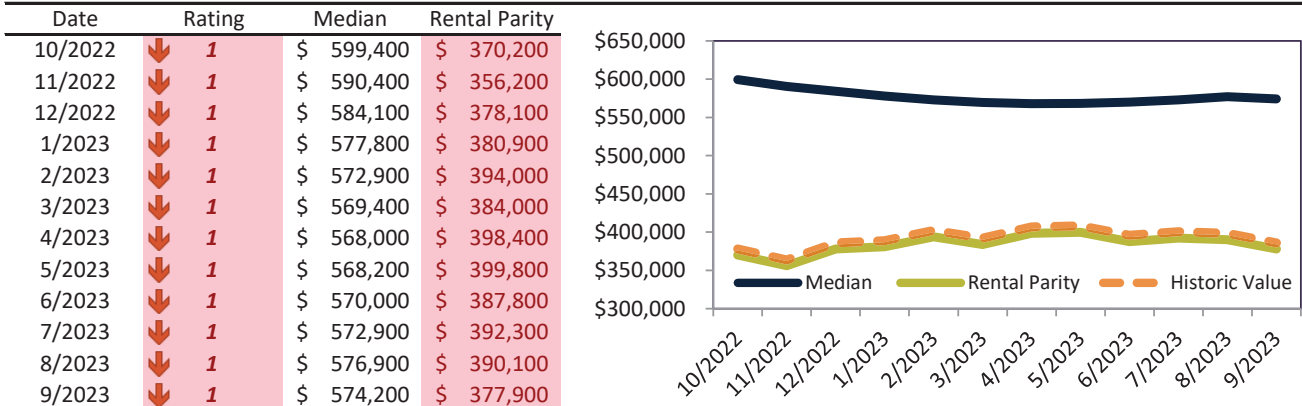 Date Rating Median Rental Parity
10/2022 1 $ 599,400 $ 370,200
11/2022 1 $ 590,400 $ 356,200
12/2022 1 $ 584,100 $ 378,100
1/2023 1 $ 577,800 $ 380,900
2/2023 1 $ 572,900 $ 394,000
3/2023 1 $ 569,400 $ 384,000
4/2023 1 $ 568,000 $ 398,400
5/2023 1 $ 568,200 $ 399,800
6/2023 1 $ 570,000 $ 387,800
7/2023 1 $ 572,900 $ 392,300
8/2023 1 $ 576,900 $ 390,100
9/2023 1 $ 574,200 $ 377,900
$650,000
$600,000
$550,000
$500,000
$450,000
$400,000
$350,000
$300,000
Median Rental Parity Historic Value
10/2022 11/2022 12/2022 1/2023 2/2023 3/2023 4/2023 5/2023 6/2023 7/2023 8/2023 9/2023